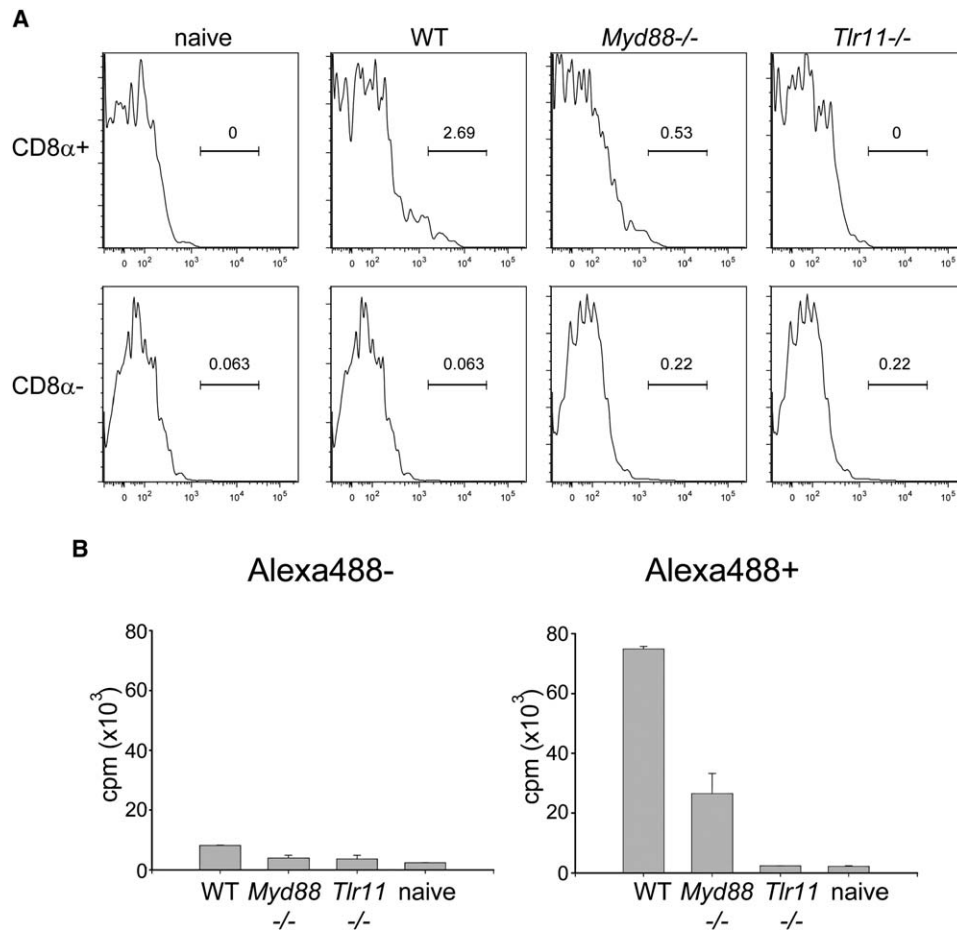 A
naive WT Myd88-/- Tlr11-/-
CD8α+ 0 2.69 0.53 0
0 10² 10³ 10⁴ 10⁵ 0 10² 10³ 10⁴ 10⁵ 0 10² 10³ 10⁴ 10⁵ 0 10² 10³ 10⁴ 10⁵
CD8α- 0.063 0.063 0.22 0.22
0 10² 10³ 10⁴ 10⁵ 0 10² 10³ 10⁴ 10⁵ 0 10² 10³ 10⁴ 10⁵ 0 10² 10³ 10⁴ 10⁵
B
Alexa488-
cpm (x10³)
80
60
40
20
0
WT Myd88 Tlr11 naive
-/- -/-
Alexa488+
cpm (x10³)
80
60
40
20
0
WT Myd88 Tlr11 naive
-/- -/-